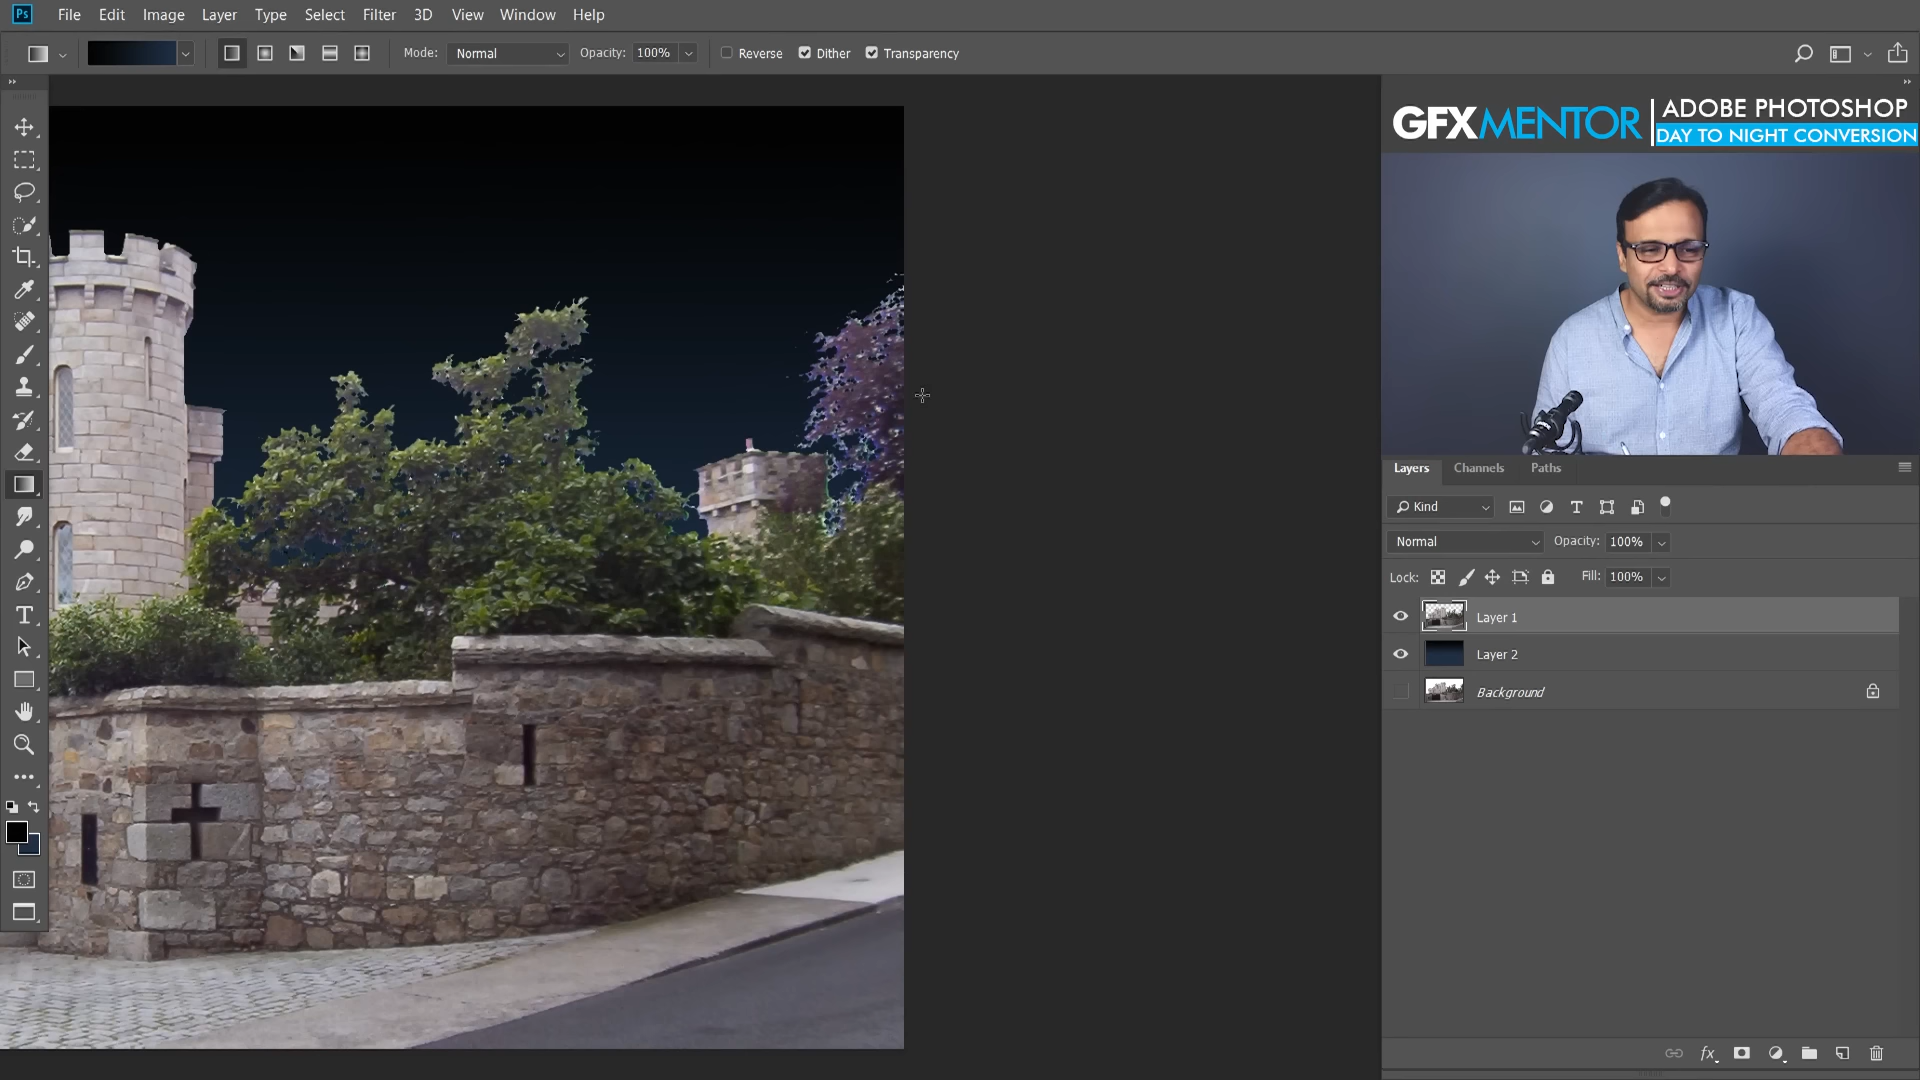 Ps File Edit Image Layer Type Select Filter 3D View Window Help
Mode: Normal Opacity: 100% Reverse Dither Transparency
GFXMENTOR
ADOBE PHOTOSHOP
DAY TO NIGHT CONVERSION
Layers Channels Paths
Kind
Normal Opacity: 100%
Lock: Fill: 100%
Layer 1
Layer 2
Background
fx